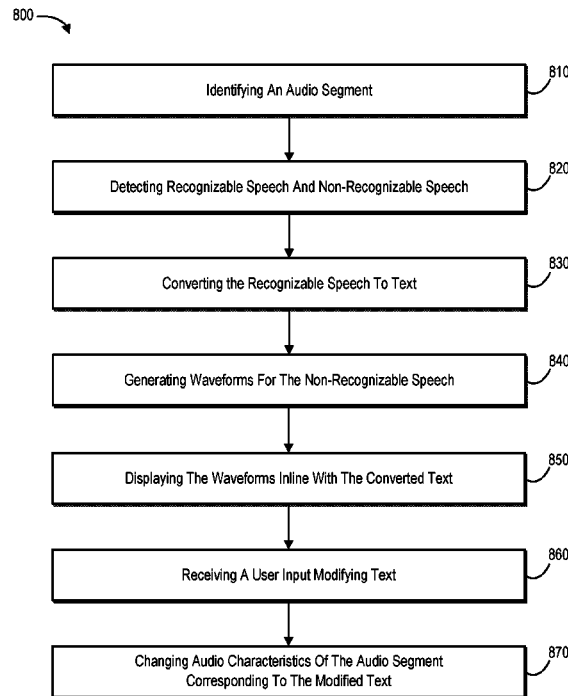 800
Identifying An Audio Segment
810
Detecting Recognizable Speech And Non-Recognizable Speech
820
Converting the Recognizable Speech To Text
830
Generating Waveforms For The Non-Recognizable Speech
840
Displaying The Waveforms Inline With The Converted Text
850
Receiving A User Input Modifying Text
860
Changing Audio Characteristics Of The Audio Segment
Corresponding To The Modified Text
870